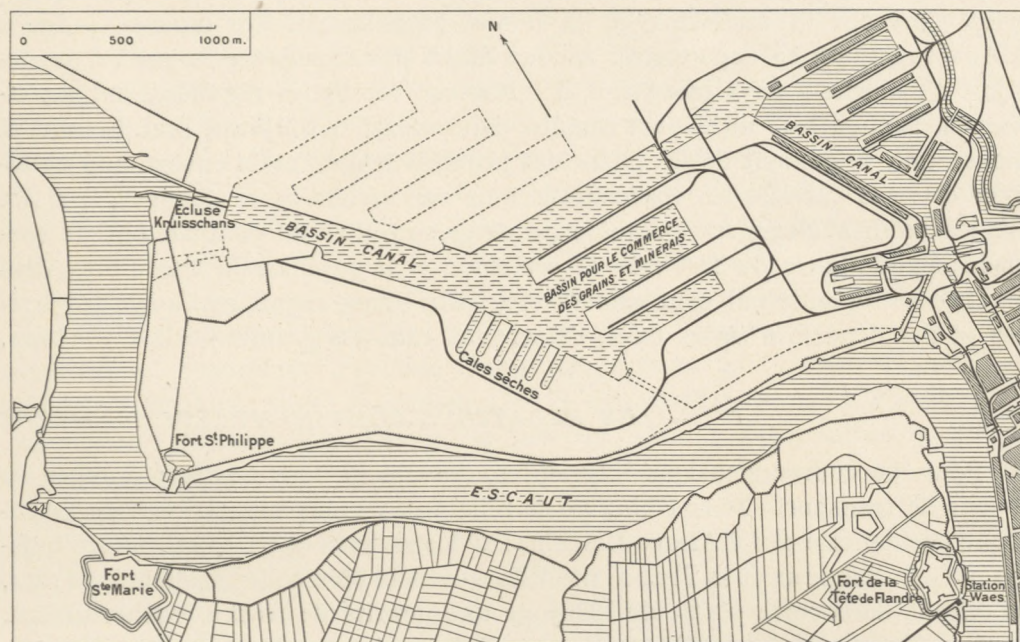 0 500 1000 m.
N
Écluse
Kruisschans
BASSIN CANAL
BASSIN CANAL
BASSIN POUR LE COMMERCE
DES GRAINS ET MINERAIS
Cales sèches
Fort St. Philippe
ESCAUT
Fort
Ste Marie
Fort de la
Tête de Flandre
Station
Waes